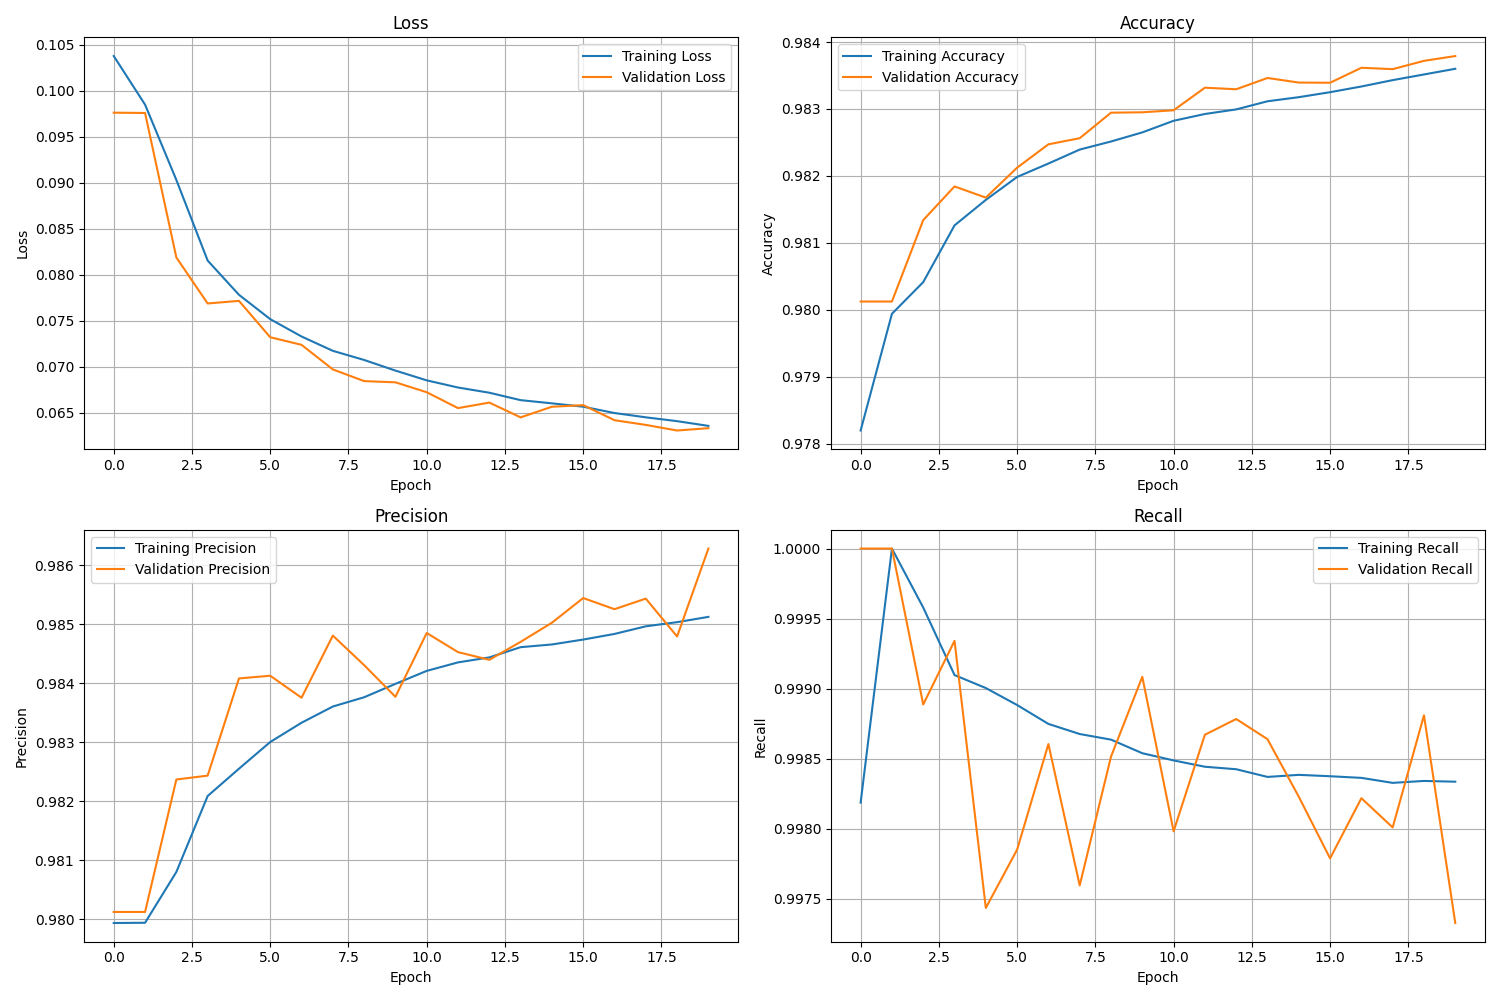 Loss
0.105
0.100
0.095
0.090
0.085
0.080
0.075
0.070
0.065
Loss
Training Loss
Validation Loss
0.0 2.5 5.0 7.5 10.0 12.5 15.0 17.5
Epoch
Accuracy
0.984
0.983
0.982
0.981
0.980
0.979
0.978
Accuracy
Training Accuracy
Validation Accuracy
0.0 2.5 5.0 7.5 10.0 12.5 15.0 17.5
Epoch
Precision
0.986
0.985
0.984
0.983
0.982
0.981
0.980
Precision
Training Precision
Validation Precision
0.0 2.5 5.0 7.5 10.0 12.5 15.0 17.5
Epoch
Recall
1.0000
0.9995
0.9990
0.9985
0.9980
0.9975
Recall
Training Recall
Validation Recall
0.0 2.5 5.0 7.5 10.0 12.5 15.0 17.5
Epoch